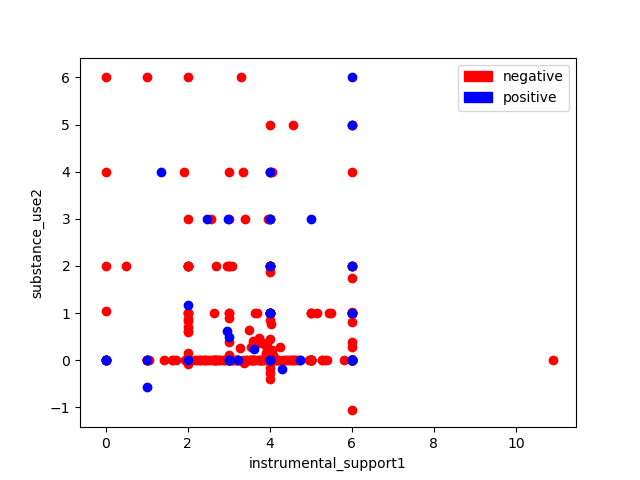 negative
positive
6
5
4
3
2
1
0
−1
substance_use2
0 2 4 6 8 10
instrumental_support1